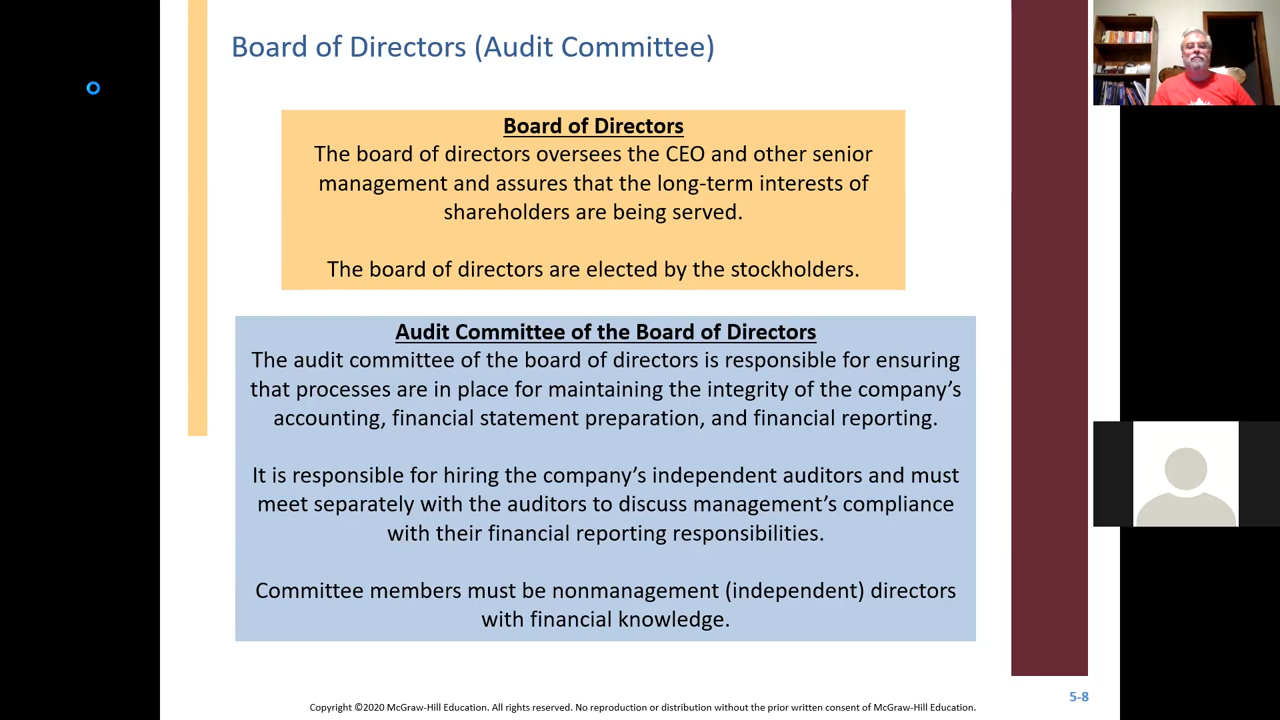 Board of Directors (Audit Committee)
Board of Directors
The board of directors oversees the CEO and other senior
management and assures that the long-term interests of
shareholders are being served.
The board of directors are elected by the stockholders.
Audit Committee of the Board of Directors
The audit committee of the board of directors is responsible for ensuring
that processes are in place for maintaining the integrity of the company’s
accounting, financial statement preparation, and financial reporting.
It is responsible for hiring the company’s independent auditors and must
meet separately with the auditors to discuss management’s compliance
with their financial reporting responsibilities.
Committee members must be nonmanagement (independent) directors
with financial knowledge.
5-8
Copyright ©2020 McGraw-Hill Education. All rights reserved. No reproduction or distribution without the prior written consent of McGraw-Hill Education.